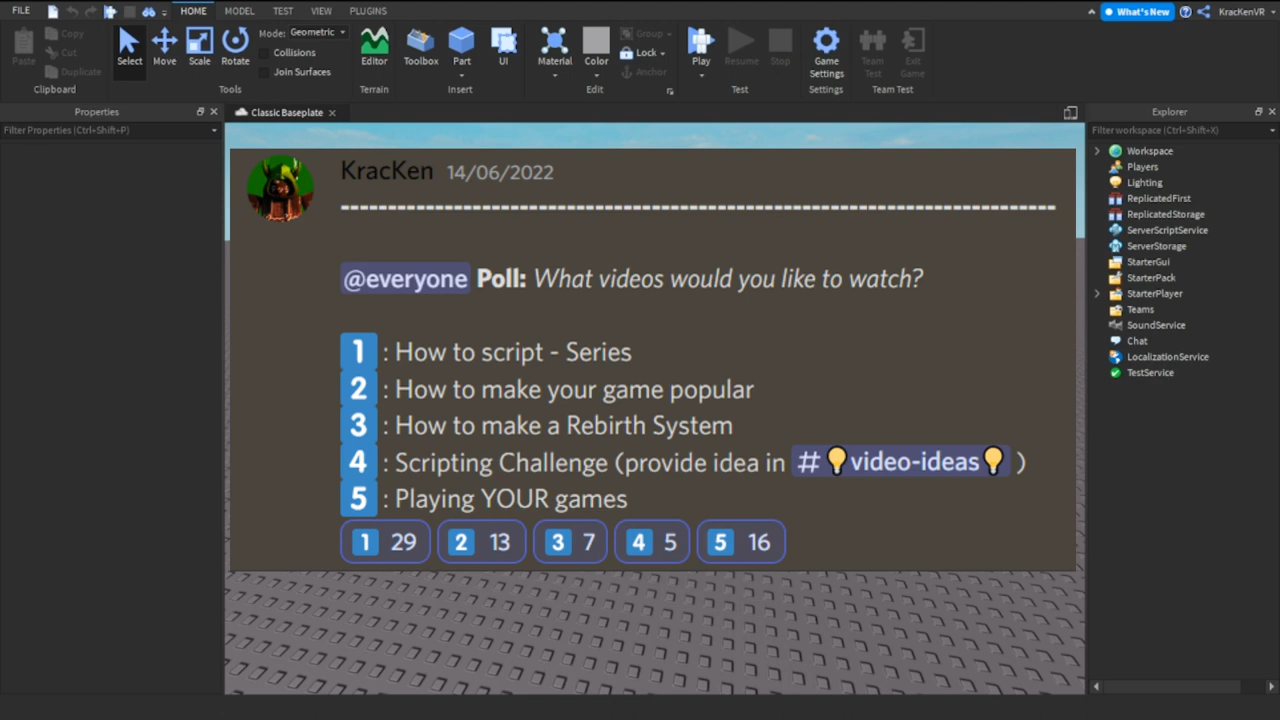 FILE HOME MODEL TEST VIEW PLUGINS What's New KracKenVR
Paste Copy Cut Duplicate
Clipboard
Select Move Scale Rotate Mode: Geometric Collisions Join Surfaces
Tools
Editor
Terrain
Toolbox Part UI
Insert
Material Color Group Lock Anchor
Edit
Play Resume Stop
Test
Game Settings
Settings
Team Test Exit Game
Team Test
Properties
Filter Properties (Ctrl+Shift+P)
Classic Baseplate
KracKen 14/06/2022
@everyone Poll: What videos would you like to watch?
1 : How to script - Series
2 : How to make your game popular
3 : How to make a Rebirth System
4 : Scripting Challenge (provide idea in #💡video-ideas💡 )
5 : Playing YOUR games
1 29 2 13 3 7 4 5 5 16
Explorer
Filter workspace (Ctrl+Shift+X)
Workspace
Players
Lighting
ReplicatedFirst
ReplicatedStorage
ServerScriptService
ServerStorage
StarterGui
StarterPack
StarterPlayer
Teams
SoundService
Chat
LocalizationService
TestService